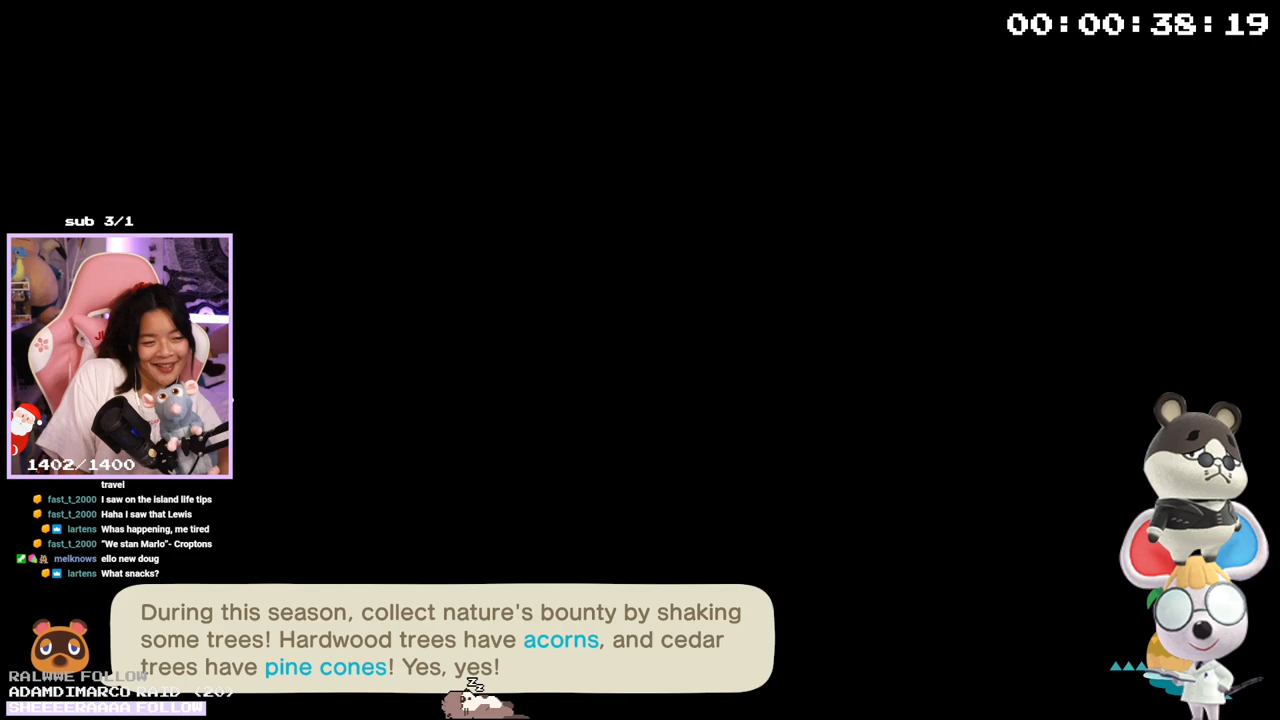 00:00:38:19
sub 3/1
1402/1400
travel
fast_t_2000 I saw on the island life tips
fast_t_2000 Haha I saw that Lewis
lartens Whas happening, me tired
fast_t_2000 “We stan Marlo”- Croptons
melknows ello new doug
lartens What snacks?
During this season, collect nature's bounty by shaking
some trees! Hardwood trees have acorns, and cedar
trees have pine cones! Yes, yes!
RALWWE FOLLOW
ADAMDIMARCO RAID (20)
SHEEEERAAAA FOLLOW
zzz